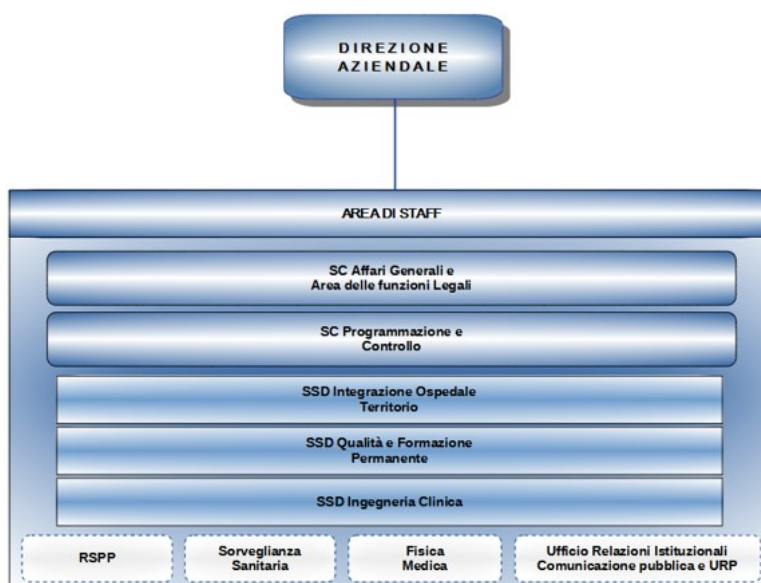 DIREZIONE
AZIENDALE
AREA DI STAFF
SC Affari Generali e
Area delle funzioni Legali
SC Programmazione e
Controllo
SSD Integrazione Ospedale
Territorio
SSD Qualità e Formazione
Permanente
SSD Ingegneria Clinica
RSPP
Sorveglianza
Sanitaria
Fisica
Medica
Ufficio Relazioni Istituzionali
Comunicazione pubblica e URP